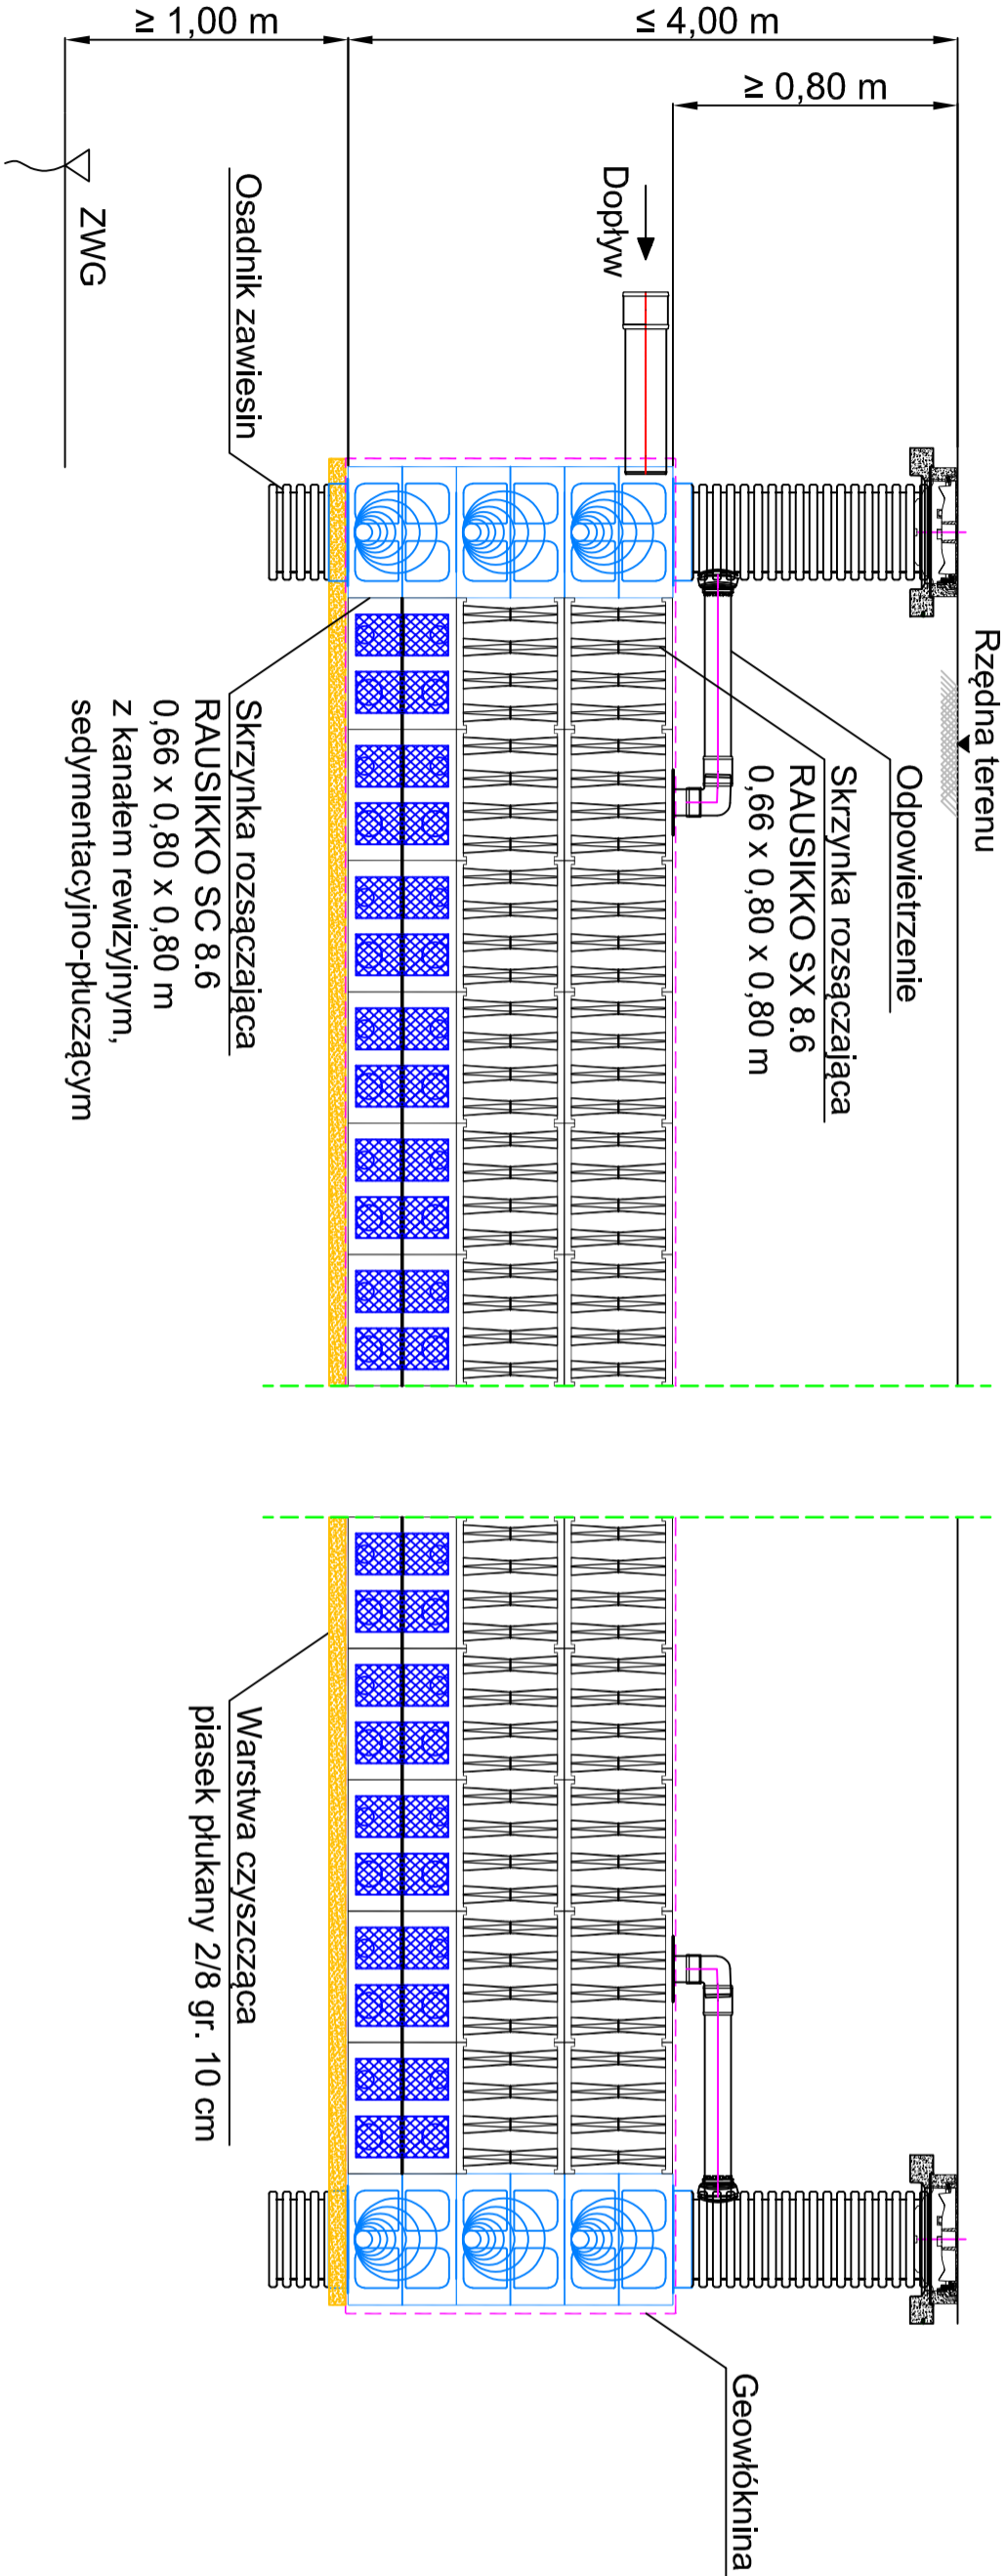 ≥ 1,00 m
≤ 4,00 m
≥ 0,80 m
Rzędna terenu
Dopływ
ZWG
Osadnik zawiesin
Odpowietrzenie
Skrzynka rozsączająca
RAUSIKKO SX 8.6
0,66 x 0,80 x 0,80 m
Skrzynka rozsączająca
RAUSIKKO SC 8.6
0,66 x 0,80 x 0,80 m
z kanałem rewizyjnym,
sedymentacyjno-płuczącym
Warstwa czyszcząca
piasek płukany 2/8 gr. 10 cm
Geowłóknina